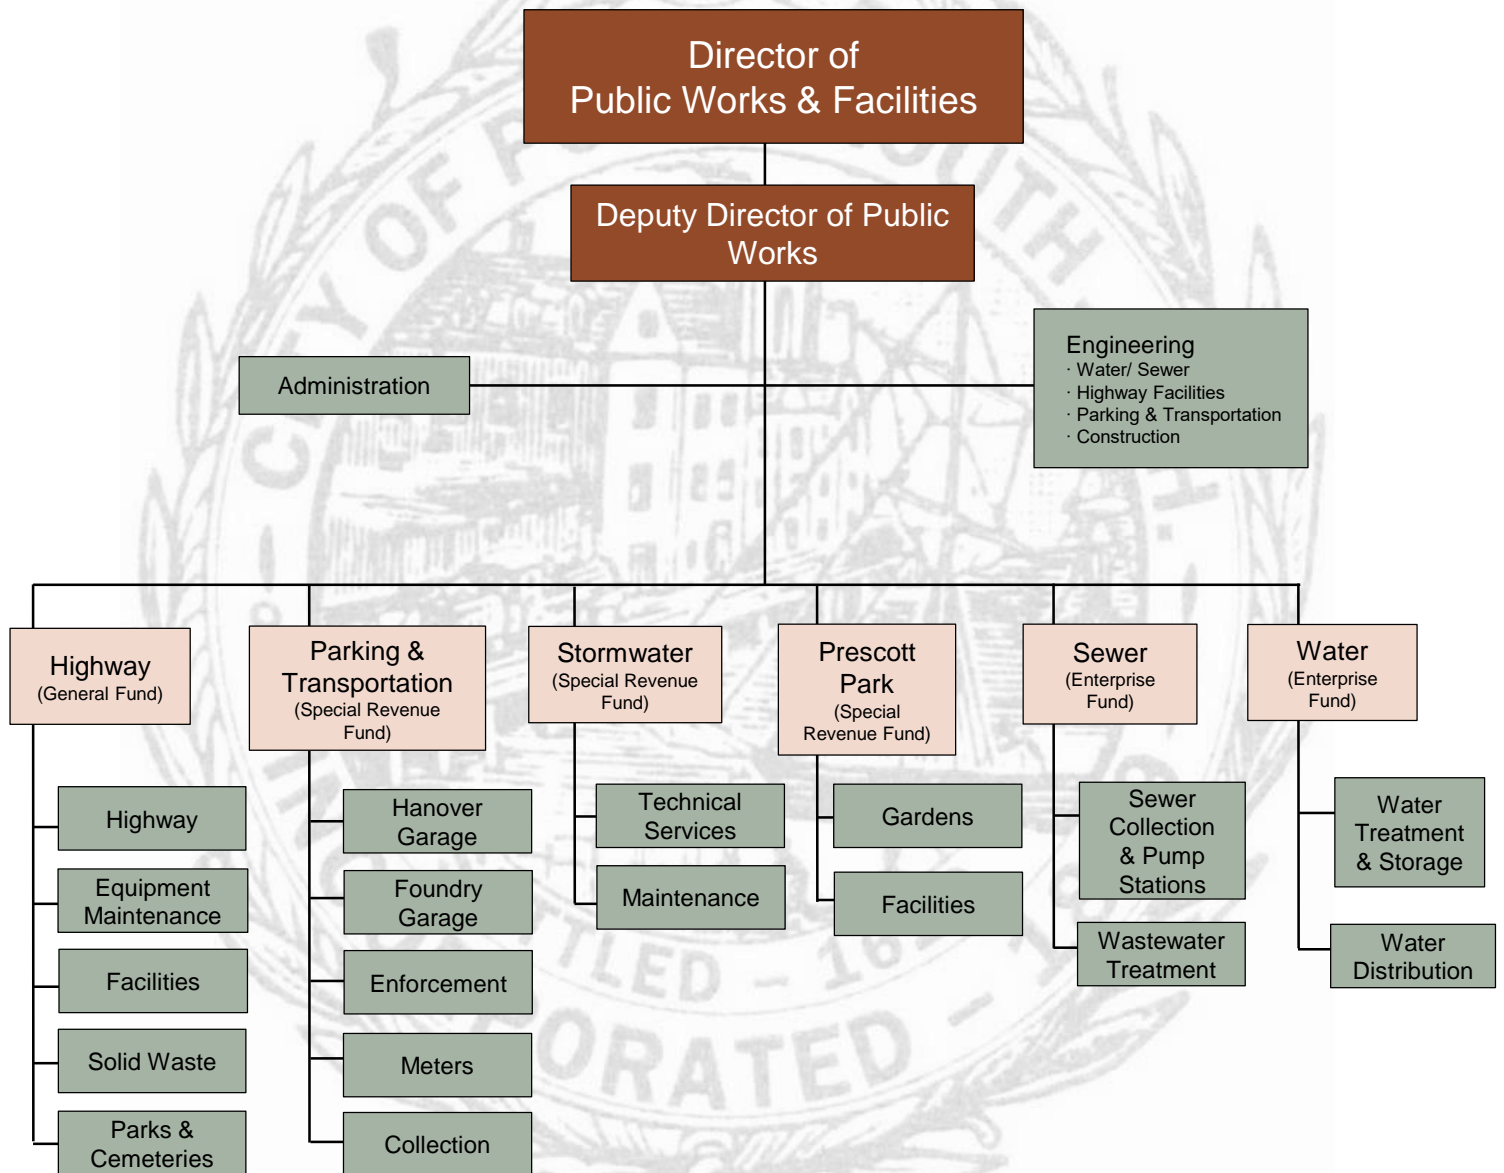 Director of
Public Works & Facilities
Deputy Director of Public
Works
Administration
Engineering
· Water/ Sewer
· Highway Facilities
· Parking & Transportation
· Construction
Highway
(General Fund)
Parking &
Transportation
(Special Revenue
Fund)
Stormwater
(Special Revenue
Fund)
Prescott
Park
(Special
Revenue Fund)
Sewer
(Enterprise
Fund)
Water
(Enterprise
Fund)
Highway
Equipment
Maintenance
Facilities
Solid Waste
Parks &
Cemeteries
Hanover
Garage
Foundry
Garage
Enforcement
Meters
Collection
Technical
Services
Maintenance
Gardens
Facilities
Sewer
Collection
& Pump
Stations
Wastewater
Treatment
Water
Treatment
& Storage
Water
Distribution
CITY OF